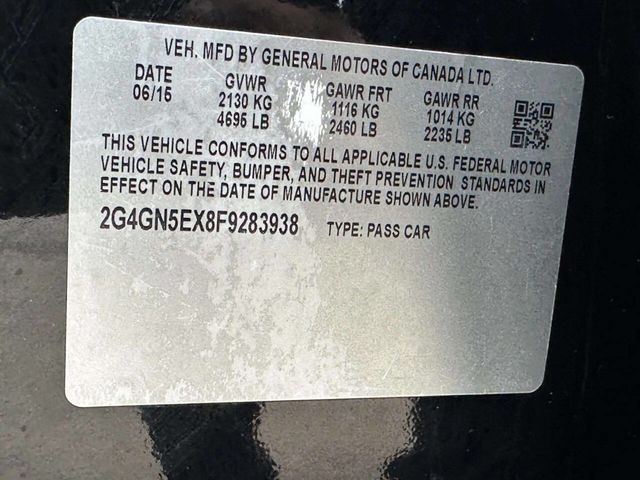 VEH. MFD BY GENERAL MOTORS OF CANADA LTD.
DATE GVWR GAWR FRT GAWR RR
06/15 2130 KG 1116 KG 1014 KG
4695 LB 2460 LB 2235 LB
THIS VEHICLE CONFORMS TO ALL APPLICABLE U.S. FEDERAL MOTOR
VEHICLE SAFETY, BUMPER, AND THEFT PREVENTION STANDARDS IN
EFFECT ON THE DATE OF MANUFACTURE SHOWN ABOVE.
2G4GN5EX8F9283938 TYPE: PASS CAR